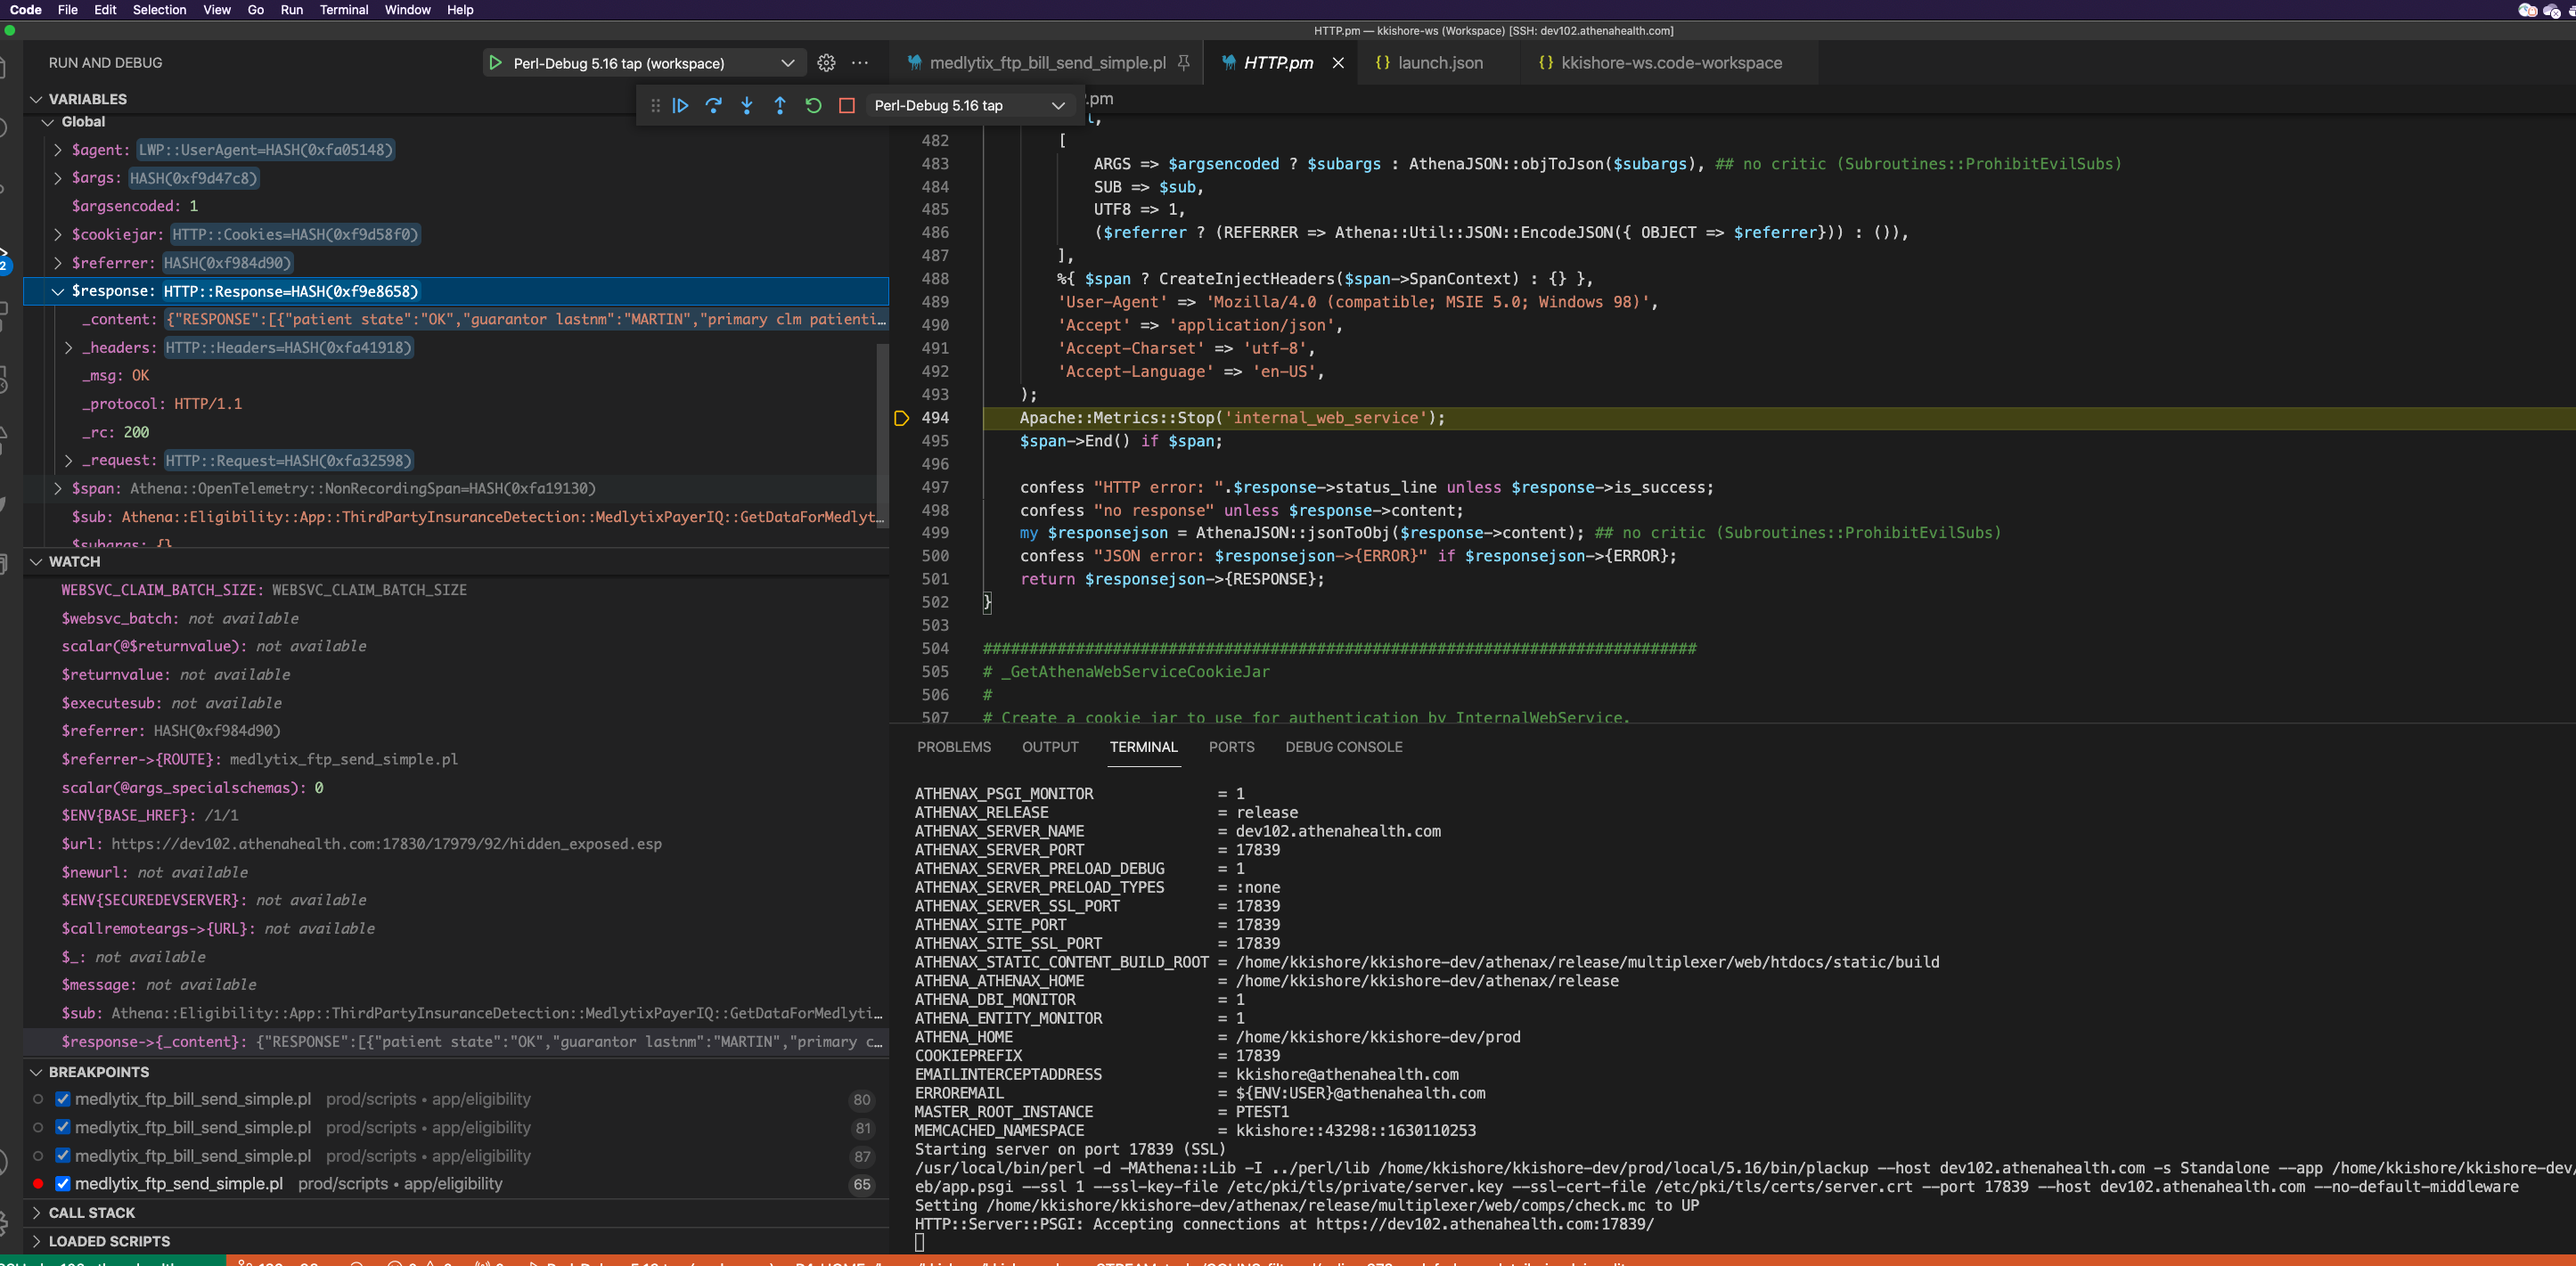 Code File Edit Selection View Go Run Terminal Window Help
HTTP.pm — kkishore-ws (Workspace) [SSH: dev102.athenahealth.com]
RUN AND DEBUG
Perl-Debug 5.16 tap (workspace)
medlytix_ftp_bill_send_simple.pl
HTTP.pm
{} launch.json
{} kkishore-ws.code-workspace
Perl-Debug 5.16 tap
.pm
VARIABLES
Global
$agent: LWP::UserAgent=HASH(0xfa05148)
$args: HASH(0xf9d47c8)
$argsencoded: 1
$cookiejar: HTTP::Cookies=HASH(0xf9d58f0)
$referrer: HASH(0xf984d90)
$response: HTTP::Response=HASH(0xf9e8658)
_content: {"RESPONSE":[{"patient state":"OK","guarantor lastnm":"MARTIN","primary clm patienti…
_headers: HTTP::Headers=HASH(0xfa41918)
_msg: OK
_protocol: HTTP/1.1
_rc: 200
_request: HTTP::Request=HASH(0xfa32598)
$span: Athena::OpenTelemetry::NonRecordingSpan=HASH(0xfa19130)
$sub: Athena::Eligibility::App::ThirdPartyInsuranceDetection::MedlytixPayerIQ::GetDataForMedlyt…
$subargs: {}
2
WATCH
WEBSVC_CLAIM_BATCH_SIZE: WEBSVC_CLAIM_BATCH_SIZE
$websvc_batch: not available
scalar(@$returnvalue): not available
$returnvalue: not available
$executesub: not available
$referrer: HASH(0xf984d90)
$referrer->{ROUTE}: medlytix_ftp_send_simple.pl
scalar(@args_specialschemas): 0
$ENV{BASE_HREF}: /1/1
$url: https://dev102.athenahealth.com:17830/17979/92/hidden_exposed.esp
$newurl: not available
$ENV{SECUREDEVSERVER}: not available
$callremoteargs->{URL}: not available
$_: not available
$message: not available
$sub: Athena::Eligibility::App::ThirdPartyInsuranceDetection::MedlytixPayerIQ::GetDataForMedlyti…
$response->{_content}: {"RESPONSE":[{"patient state":"OK","guarantor lastnm":"MARTIN","primary c…
BREAKPOINTS
medlytix_ftp_bill_send_simple.pl prod/scripts • app/eligibility 80
medlytix_ftp_bill_send_simple.pl prod/scripts • app/eligibility 81
medlytix_ftp_bill_send_simple.pl prod/scripts • app/eligibility 87
medlytix_ftp_send_simple.pl prod/scripts • app/eligibility 65
CALL STACK
LOADED SCRIPTS
482 [
483 ARGS => $argsencoded ? $subargs : AthenaJSON::objToJson($subargs), ## no critic (Subroutines::ProhibitEvilSubs)
484 SUB => $sub,
485 UTF8 => 1,
486 ($referrer ? (REFERRER => Athena::Util::JSON::EncodeJSON({ OBJECT => $referrer})) : ()),
487 ],
488 %{ $span ? CreateInjectHeaders($span->SpanContext) : {} },
489 'User-Agent' => 'Mozilla/4.0 (compatible; MSIE 5.0; Windows 98)',
490 'Accept' => 'application/json',
491 'Accept-Charset' => 'utf-8',
492 'Accept-Language' => 'en-US',
493 );
494 Apache::Metrics::Stop('internal_web_service');
495 $span->End() if $span;
496
497 confess "HTTP error: ".$response->status_line unless $response->is_success;
498 confess "no response" unless $response->content;
499 my $responsejson = AthenaJSON::jsonToObj($response->content); ## no critic (Subroutines::ProhibitEvilSubs)
500 confess "JSON error: $responsejson->{ERROR}" if $responsejson->{ERROR};
501 return $responsejson->{RESPONSE};
502 }
503
504 ##############################################################################
505 # _GetAthenaWebServiceCookieJar
506 #
507 # Create a cookie jar to use for authentication by InternalWebService.
PROBLEMS OUTPUT TERMINAL PORTS DEBUG CONSOLE
ATHENAX_PSGI_MONITOR = 1
ATHENAX_RELEASE = release
ATHENAX_SERVER_NAME = dev102.athenahealth.com
ATHENAX_SERVER_PORT = 17839
ATHENAX_SERVER_PRELOAD_DEBUG = 1
ATHENAX_SERVER_PRELOAD_TYPES = :none
ATHENAX_SERVER_SSL_PORT = 17839
ATHENAX_SITE_PORT = 17839
ATHENAX_SITE_SSL_PORT = 17839
ATHENAX_STATIC_CONTENT_BUILD_ROOT = /home/kkishore/kkishore-dev/athenax/release/multiplexer/web/htdocs/static/build
ATHENA_ATHENAX_HOME = /home/kkishore/kkishore-dev/athenax/release
ATHENA_DBI_MONITOR = 1
ATHENA_ENTITY_MONITOR = 1
ATHENA_HOME = /home/kkishore/kkishore-dev/prod
COOKIEPREFIX = 17839
EMAILINTERCEPTADDRESS = kkishore@athenahealth.com
ERROREMAIL = ${ENV:USER}@athenahealth.com
MASTER_ROOT_INSTANCE = PTEST1
MEMCACHED_NAMESPACE = kkishore::43298::1630110253
Starting server on port 17839 (SSL)
/usr/local/bin/perl -d -MAthena::Lib -I ../perl/lib /home/kkishore/kkishore-dev/prod/local/5.16/bin/plackup --host dev102.athenahealth.com -s Standalone --app /home/kkishore/kkishore-dev/
eb/app.psgi --ssl 1 --ssl-key-file /etc/pki/tls/private/server.key --ssl-cert-file /etc/pki/tls/certs/server.crt --port 17839 --host dev102.athenahealth.com --no-default-middleware
Setting /home/kkishore/kkishore-dev/athenax/release/multiplexer/web/comps/check.mc to UP
HTTP::Server::PSGI: Accepting connections at https://dev102.athenahealth.com:17839/